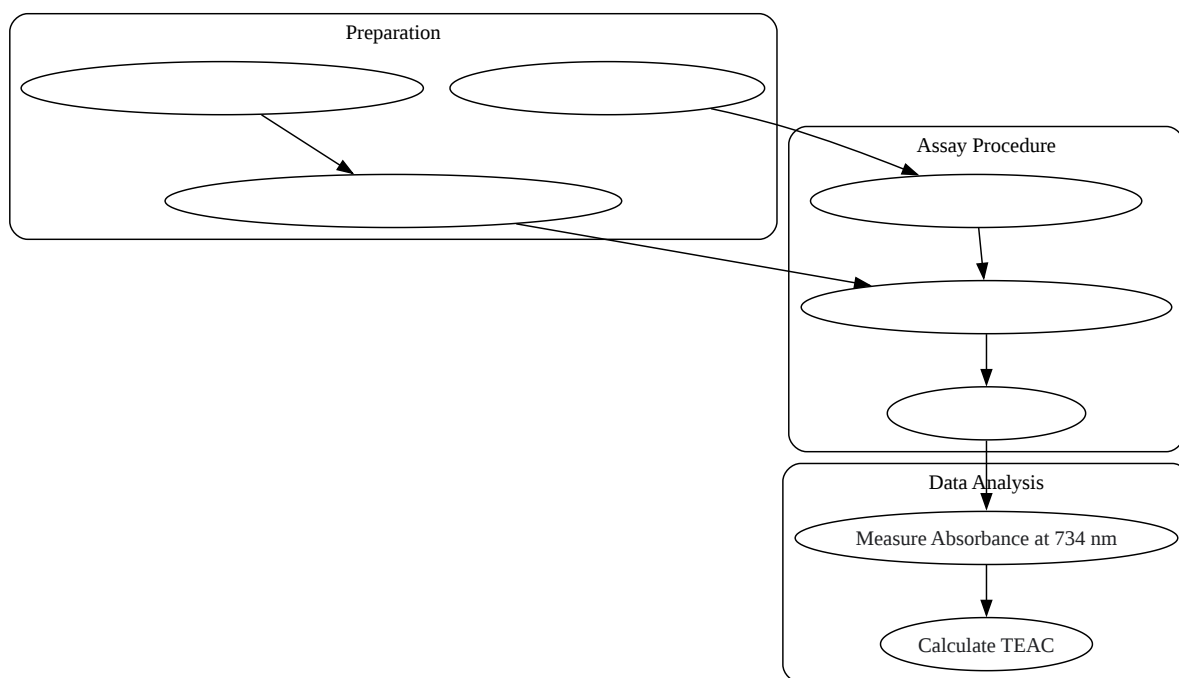 Preparation
Assay Procedure
Data Analysis
Measure Absorbance at 734 nm
Calculate TEAC